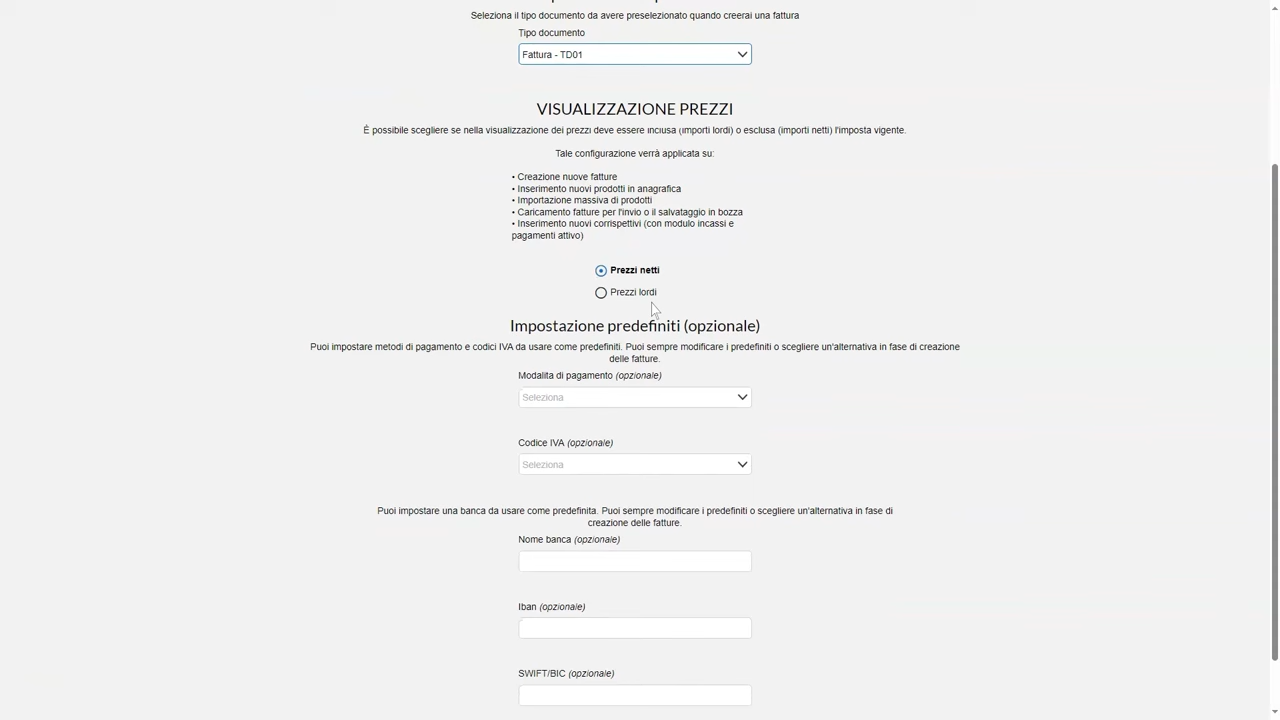 Seleziona il tipo documento da avere preselezionato quando creerai una fattura
Tipo documento
Fattura - TD01
VISUALIZZAZIONE PREZZI
È possibile scegliere se nella visualizzazione dei prezzi deve essere inclusa (importi lordi) o esclusa (importi netti) l'imposta vigente.
Tale configurazione verrà applicata su:
• Creazione nuove fatture
• Inserimento nuovi prodotti in anagrafica
• Importazione massiva di prodotti
• Caricamento fatture per l'invio o il salvataggio in bozza
• Inserimento nuovi corrispettivi (con modulo incassi e
pagamenti attivo)
Prezzi netti
Prezzi lordi
Impostazione predefiniti (opzionale)
Puoi impostare metodi di pagamento e codici IVA da usare come predefiniti. Puoi sempre modificare i predefiniti o scegliere un'alternativa in fase di creazione
delle fatture.
Modalita di pagamento (opzionale)
Seleziona
Codice IVA (opzionale)
Seleziona
Puoi impostare una banca da usare come predefinita. Puoi sempre modificare i predefiniti o scegliere un'alternativa in fase di
creazione delle fatture.
Nome banca (opzionale)
Iban (opzionale)
SWIFT/BIC (opzionale)